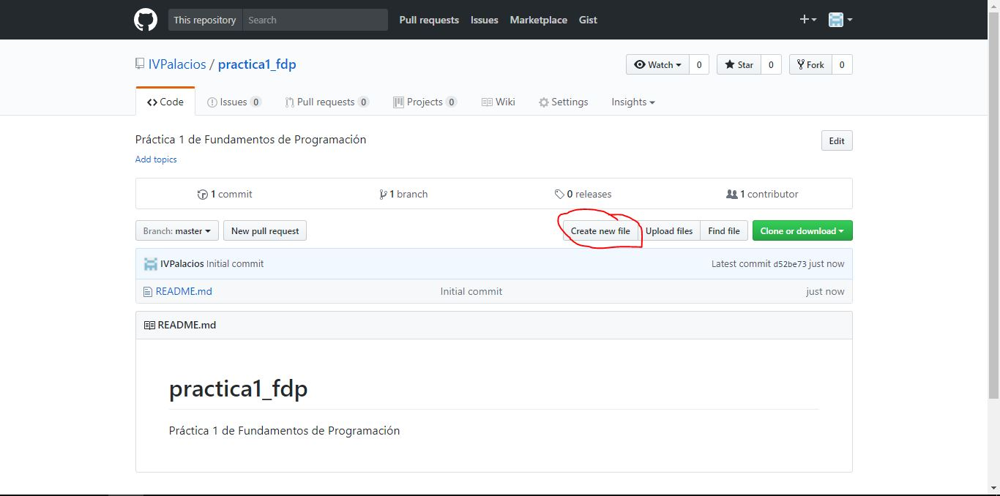 This repository Search Pull requests Issues Marketplace Gist
IVPalacios / practica1_fdp Watch 0 Star 0 Fork 0
Code Issues 0 Pull requests 0 Projects 0 Wiki Settings Insights
Práctica 1 de Fundamentos de Programación Edit
Add topics
1 commit 1 branch 0 releases 1 contributor
Branch: master New pull request Create new file Upload files Find file Clone or download
IVPalacios Initial commit Latest commit d52be73 just now
README.md Initial commit just now
README.md
practica1_fdp
Práctica 1 de Fundamentos de Programación